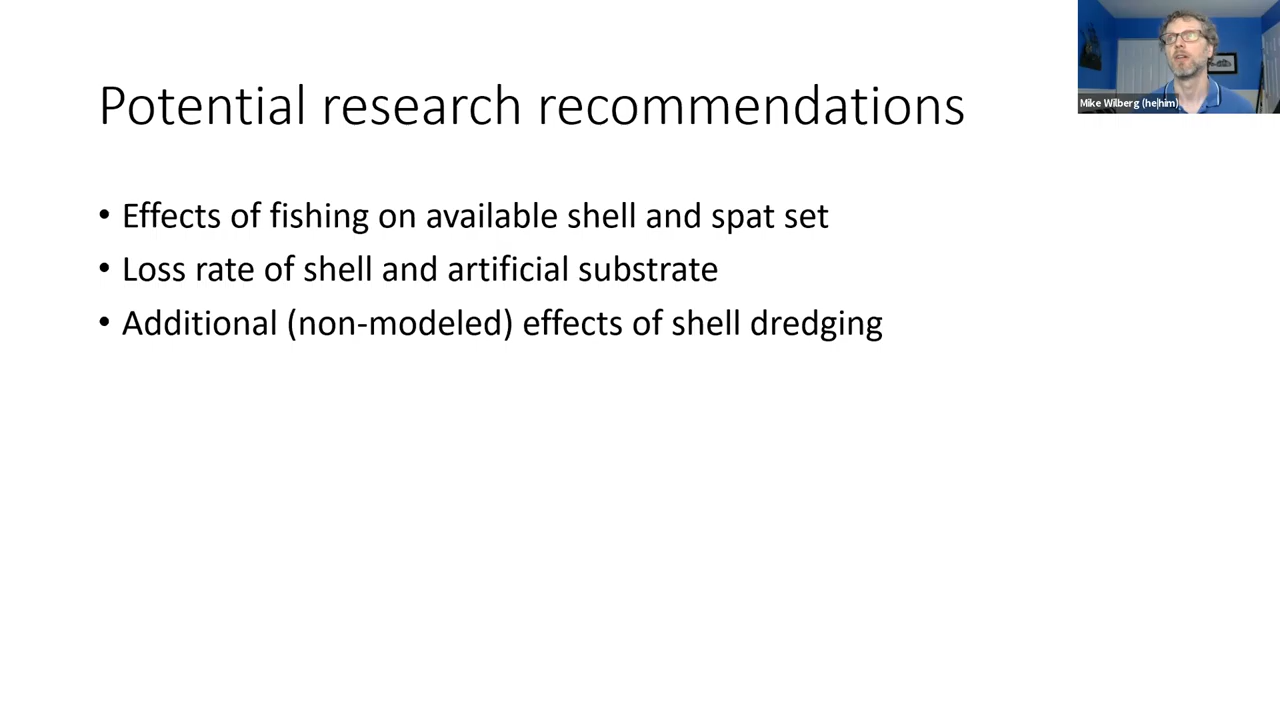 Potential research recommendations
Mike Wilberg (he|him)
• Effects of fishing on available shell and spat set
• Loss rate of shell and artificial substrate
• Additional (non-modeled) effects of shell dredging